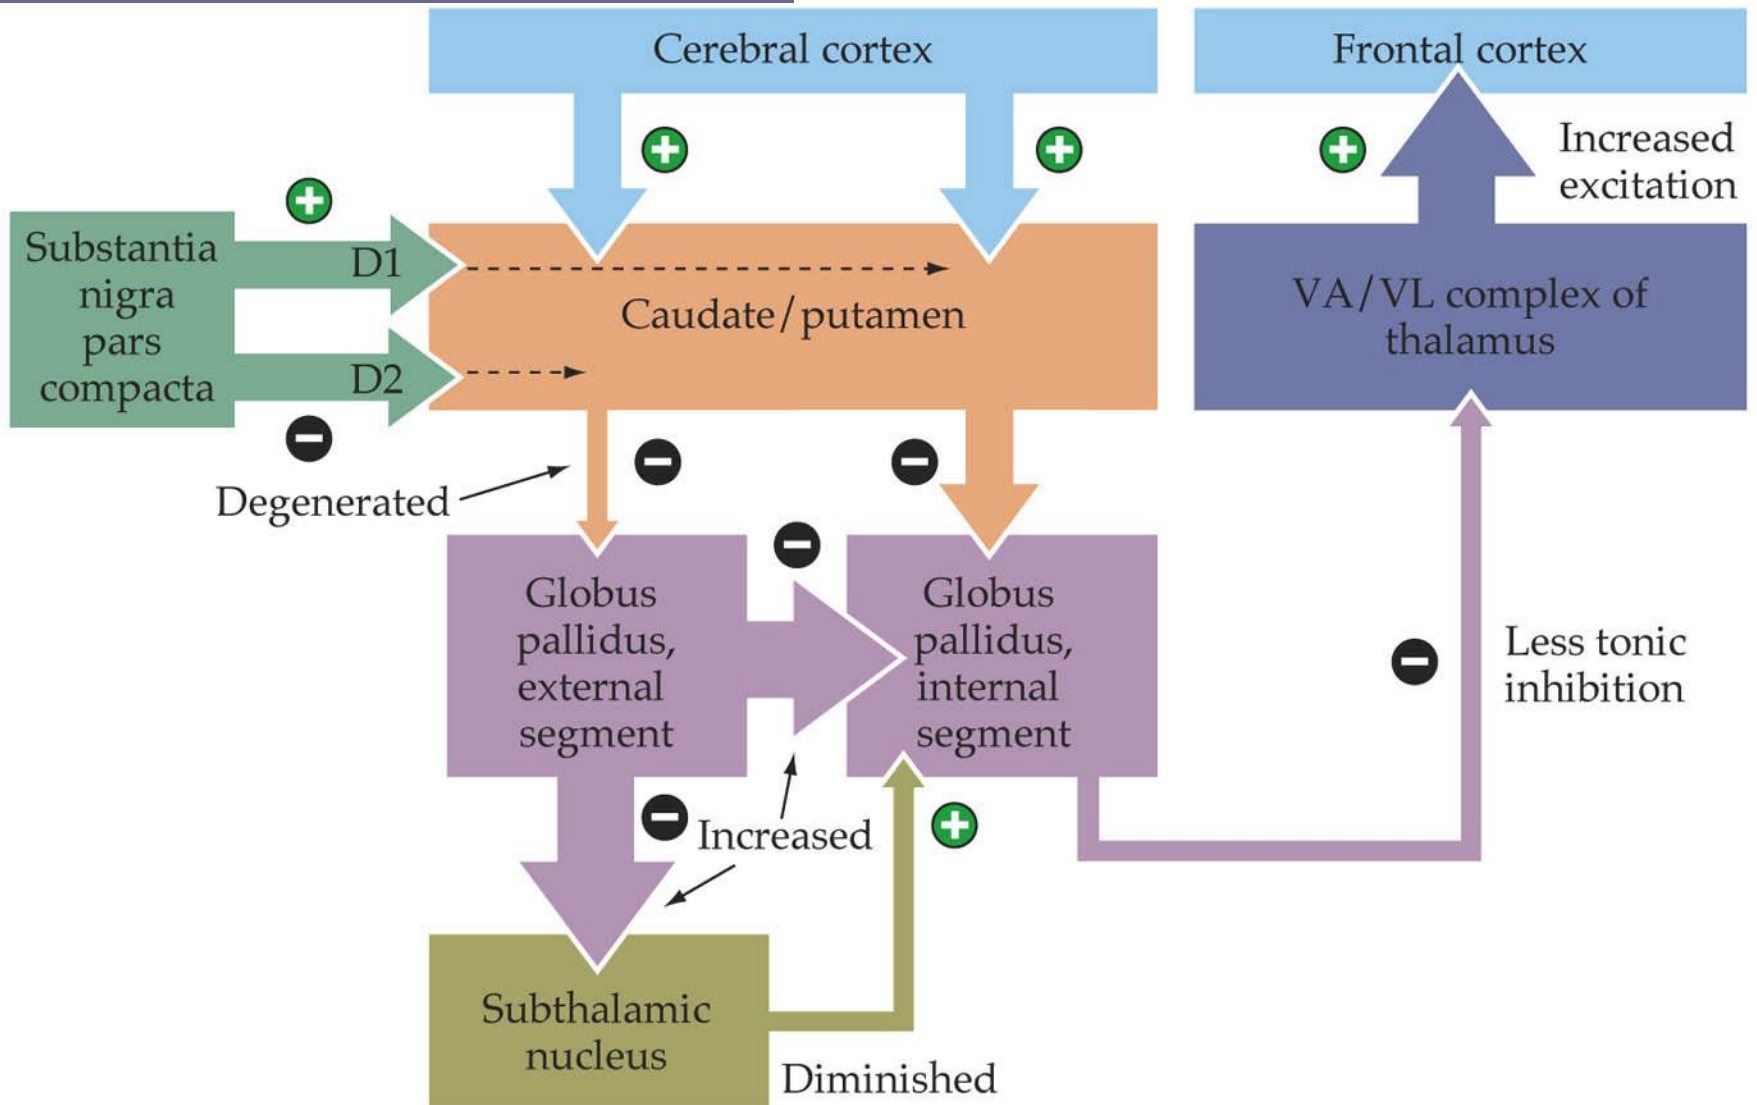 Cerebral cortex
Frontal cortex
Increased
excitation
Substantia
nigra
pars
compacta
D1
D2
Caudate/putamen
VA/VL complex of
thalamus
Degenerated
Globus
pallidus,
external
segment
Globus
pallidus,
internal
segment
Less tonic
inhibition
Increased
Subthalamic
nucleus
Diminished